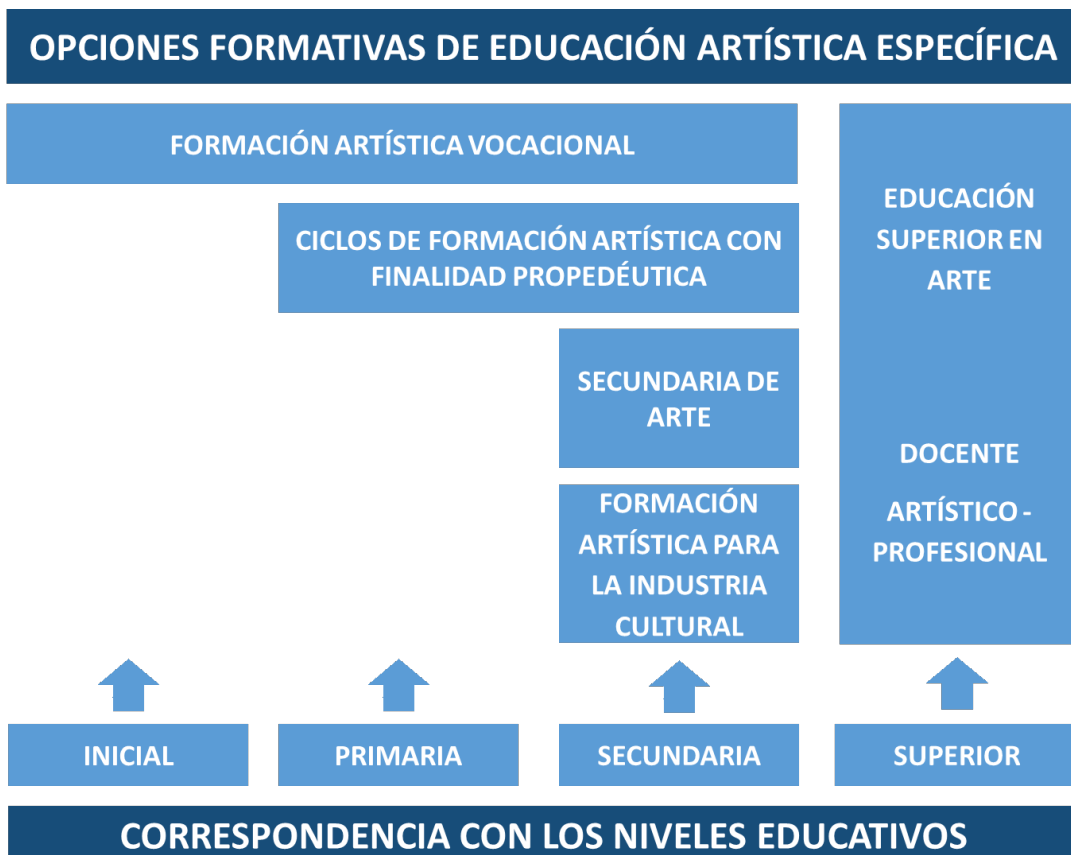 OPCIONES FORMATIVAS DE EDUCACIÓN ARTÍSTICA ESPECÍFICA
FORMACIÓN ARTÍSTICA VOCACIONAL
CICLOS DE FORMACIÓN ARTÍSTICA CON
FINALIDAD PROPEDÉUTICA
SECUNDARIA DE
ARTE
FORMACIÓN
ARTÍSTICA PARA
LA INDUSTRIA
CULTURAL
EDUCACIÓN
SUPERIOR EN
ARTE
DOCENTE
ARTÍSTICO -
PROFESIONAL
INICIAL
PRIMARIA
SECUNDARIA
SUPERIOR
CORRESPONDENCIA CON LOS NIVELES EDUCATIVOS